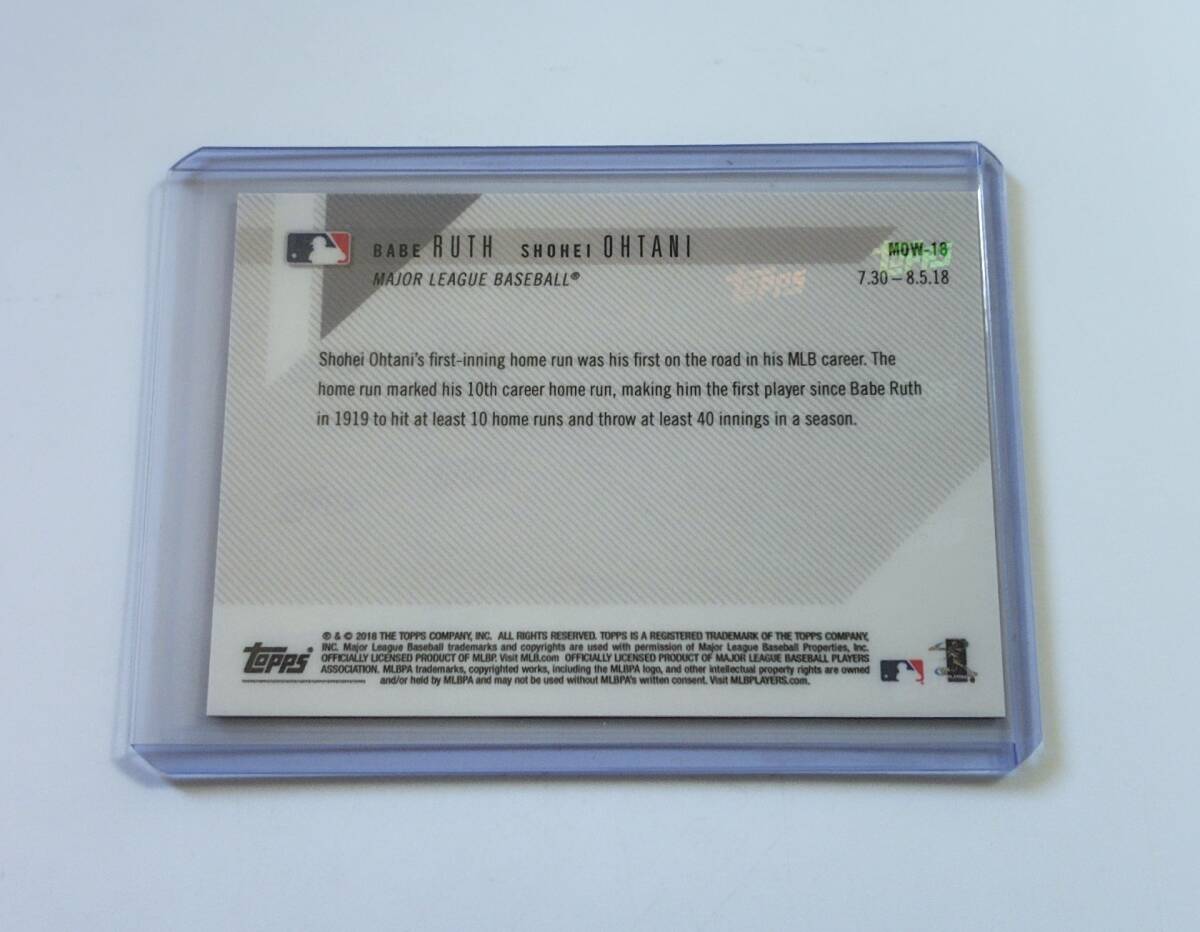 BABE RUTH SHOHEI OHTANI
MOW-18
MAJOR LEAGUE BASEBALL®
7.30 – 8.5.18
TOPPS
TOPPS
Shohei Ohtani's first-inning home run was his first on the road in his MLB career. The
home run marked his 10th career home run, making him the first player since Babe Ruth
in 1919 to hit at least 10 home runs and throw at least 40 innings in a season.
topps®
® & © 2018 THE TOPPS COMPANY, INC. ALL RIGHTS RESERVED. TOPPS IS A REGISTERED TRADEMARK OF THE TOPPS COMPANY,
INC. Major League Baseball trademarks and copyrights are used with permission of Major League Baseball Properties, Inc.
OFFICIALLY LICENSED PRODUCT OF MLBP. Visit MLB.com OFFICIALLY LICENSED PRODUCT OF MAJOR LEAGUE BASEBALL PLAYERS
ASSOCIATION. MLBPA trademarks, copyrighted works, including the MLBPA logo, and other intellectual property rights are owned
and/or held by MLBPA and may not be used without MLBPA's written consent. Visit MLBPLAYERS.com.